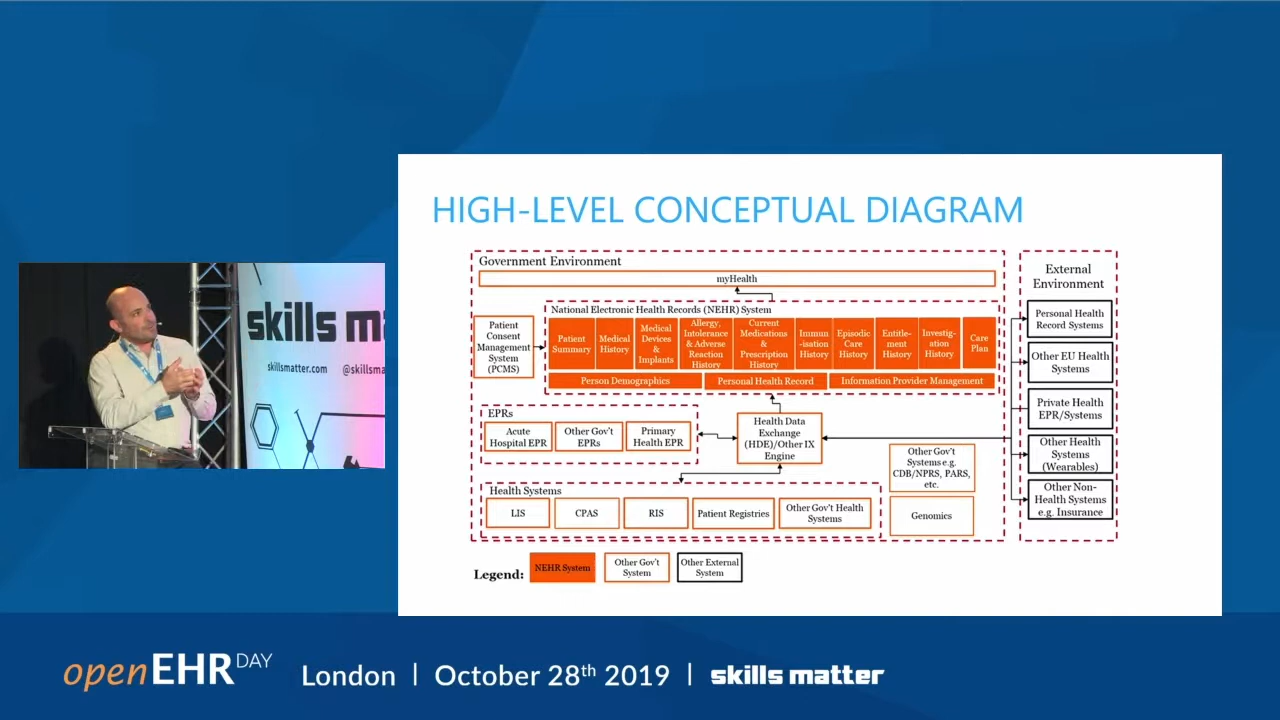 HIGH-LEVEL CONCEPTUAL DIAGRAM
Government Environment
myHealth
Patient
Consent
Management
System
(PCMS)
National Electronic Health Records (NEHR) System
Patient
Summary
Medical
History
Medical
Devices
&
Implants
Allergy,
Intolerance
& Adverse
Reaction
History
Current
Medications
&
Prescription
History
Immun
-isation
History
Episodic
Care
History
Entitle-
ment
History
Investig-
ation
History
Care
Plan
Person Demographics
Personal Health Record
Information Provider Management
EPRs
Acute
Hospital EPR
Other Gov't
EPRs
Primary
Health EPR
Health Data
Exchange
(HDE)/Other IX
Engine
Other Gov't
Systems e.g.
CDB/NPRS, PARS,
etc.
Genomics
Health Systems
LIS
CPAS
RIS
Patient Registries
Other Gov't Health
Systems
External
Environment
Personal Health
Record Systems
Other EU Health
Systems
Private Health
EPR/Systems
Other Health
Systems
(Wearables)
Other Non-
Health Systems
e.g. Insurance
Legend:
NEHR System
Other Gov't
System
Other External
System
skills ma
skillsmatter.com
@skillsma
openEHR DAY
London | October 28th 2019 | skills matter